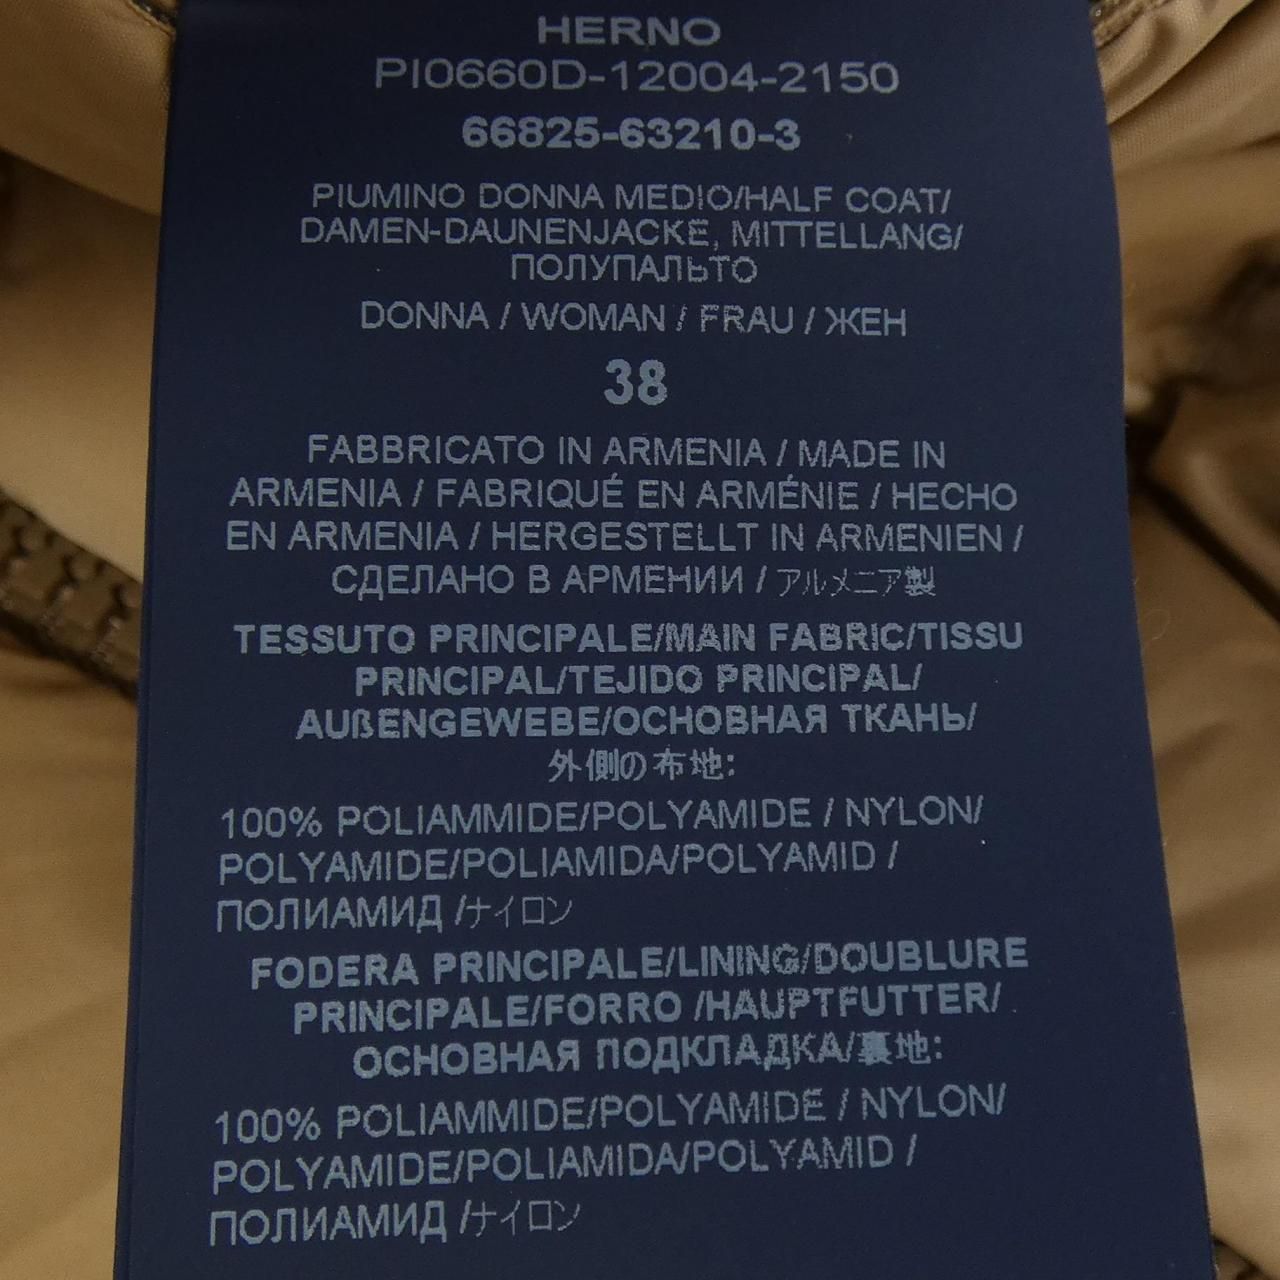 HERNO
PI0660D-12004-2150
66825-63210-3
PIUMINO DONNA MEDIO/HALF COAT/
DAMEN-DAUNENJACKE, MITTELLANG/
ПОЛУПАЛЬТО
DONNA / WOMAN / FRAU / ЖЕН
38
FABBRICATO IN ARMENIA / MADE IN
ARMENIA / FABRIQUÉ EN ARMÉNIE / HECHO
EN ARMENIA / HERGESTELLT IN ARMENIEN /
СДЕЛАНО В АРМЕНИИ / アルメニア製
TESSUTO PRINCIPALE/MAIN FABRIC/TISSU
PRINCIPAL/TEJIDO PRINCIPAL/
AUßENGEWEBE/ОСНОВНАЯ ТКАНЬ/
外側の布地:
100% POLIAMMIDE/POLYAMIDE / NYLON/
POLYAMIDE/POLIAMIDA/POLYAMID /
ПОЛИАМИД /ナイロン
FODERA PRINCIPALE/LINING/DOUBLURE
PRINCIPALE/FORRO /HAUPTFUTTER/
ОСНОВНАЯ ПОДКЛАДКА/裏地:
100% POLIAMMIDE/POLYAMIDE / NYLON/
POLYAMIDE/POLIAMIDA/POLYAMID /
ПОЛИАМИД /ナイロン